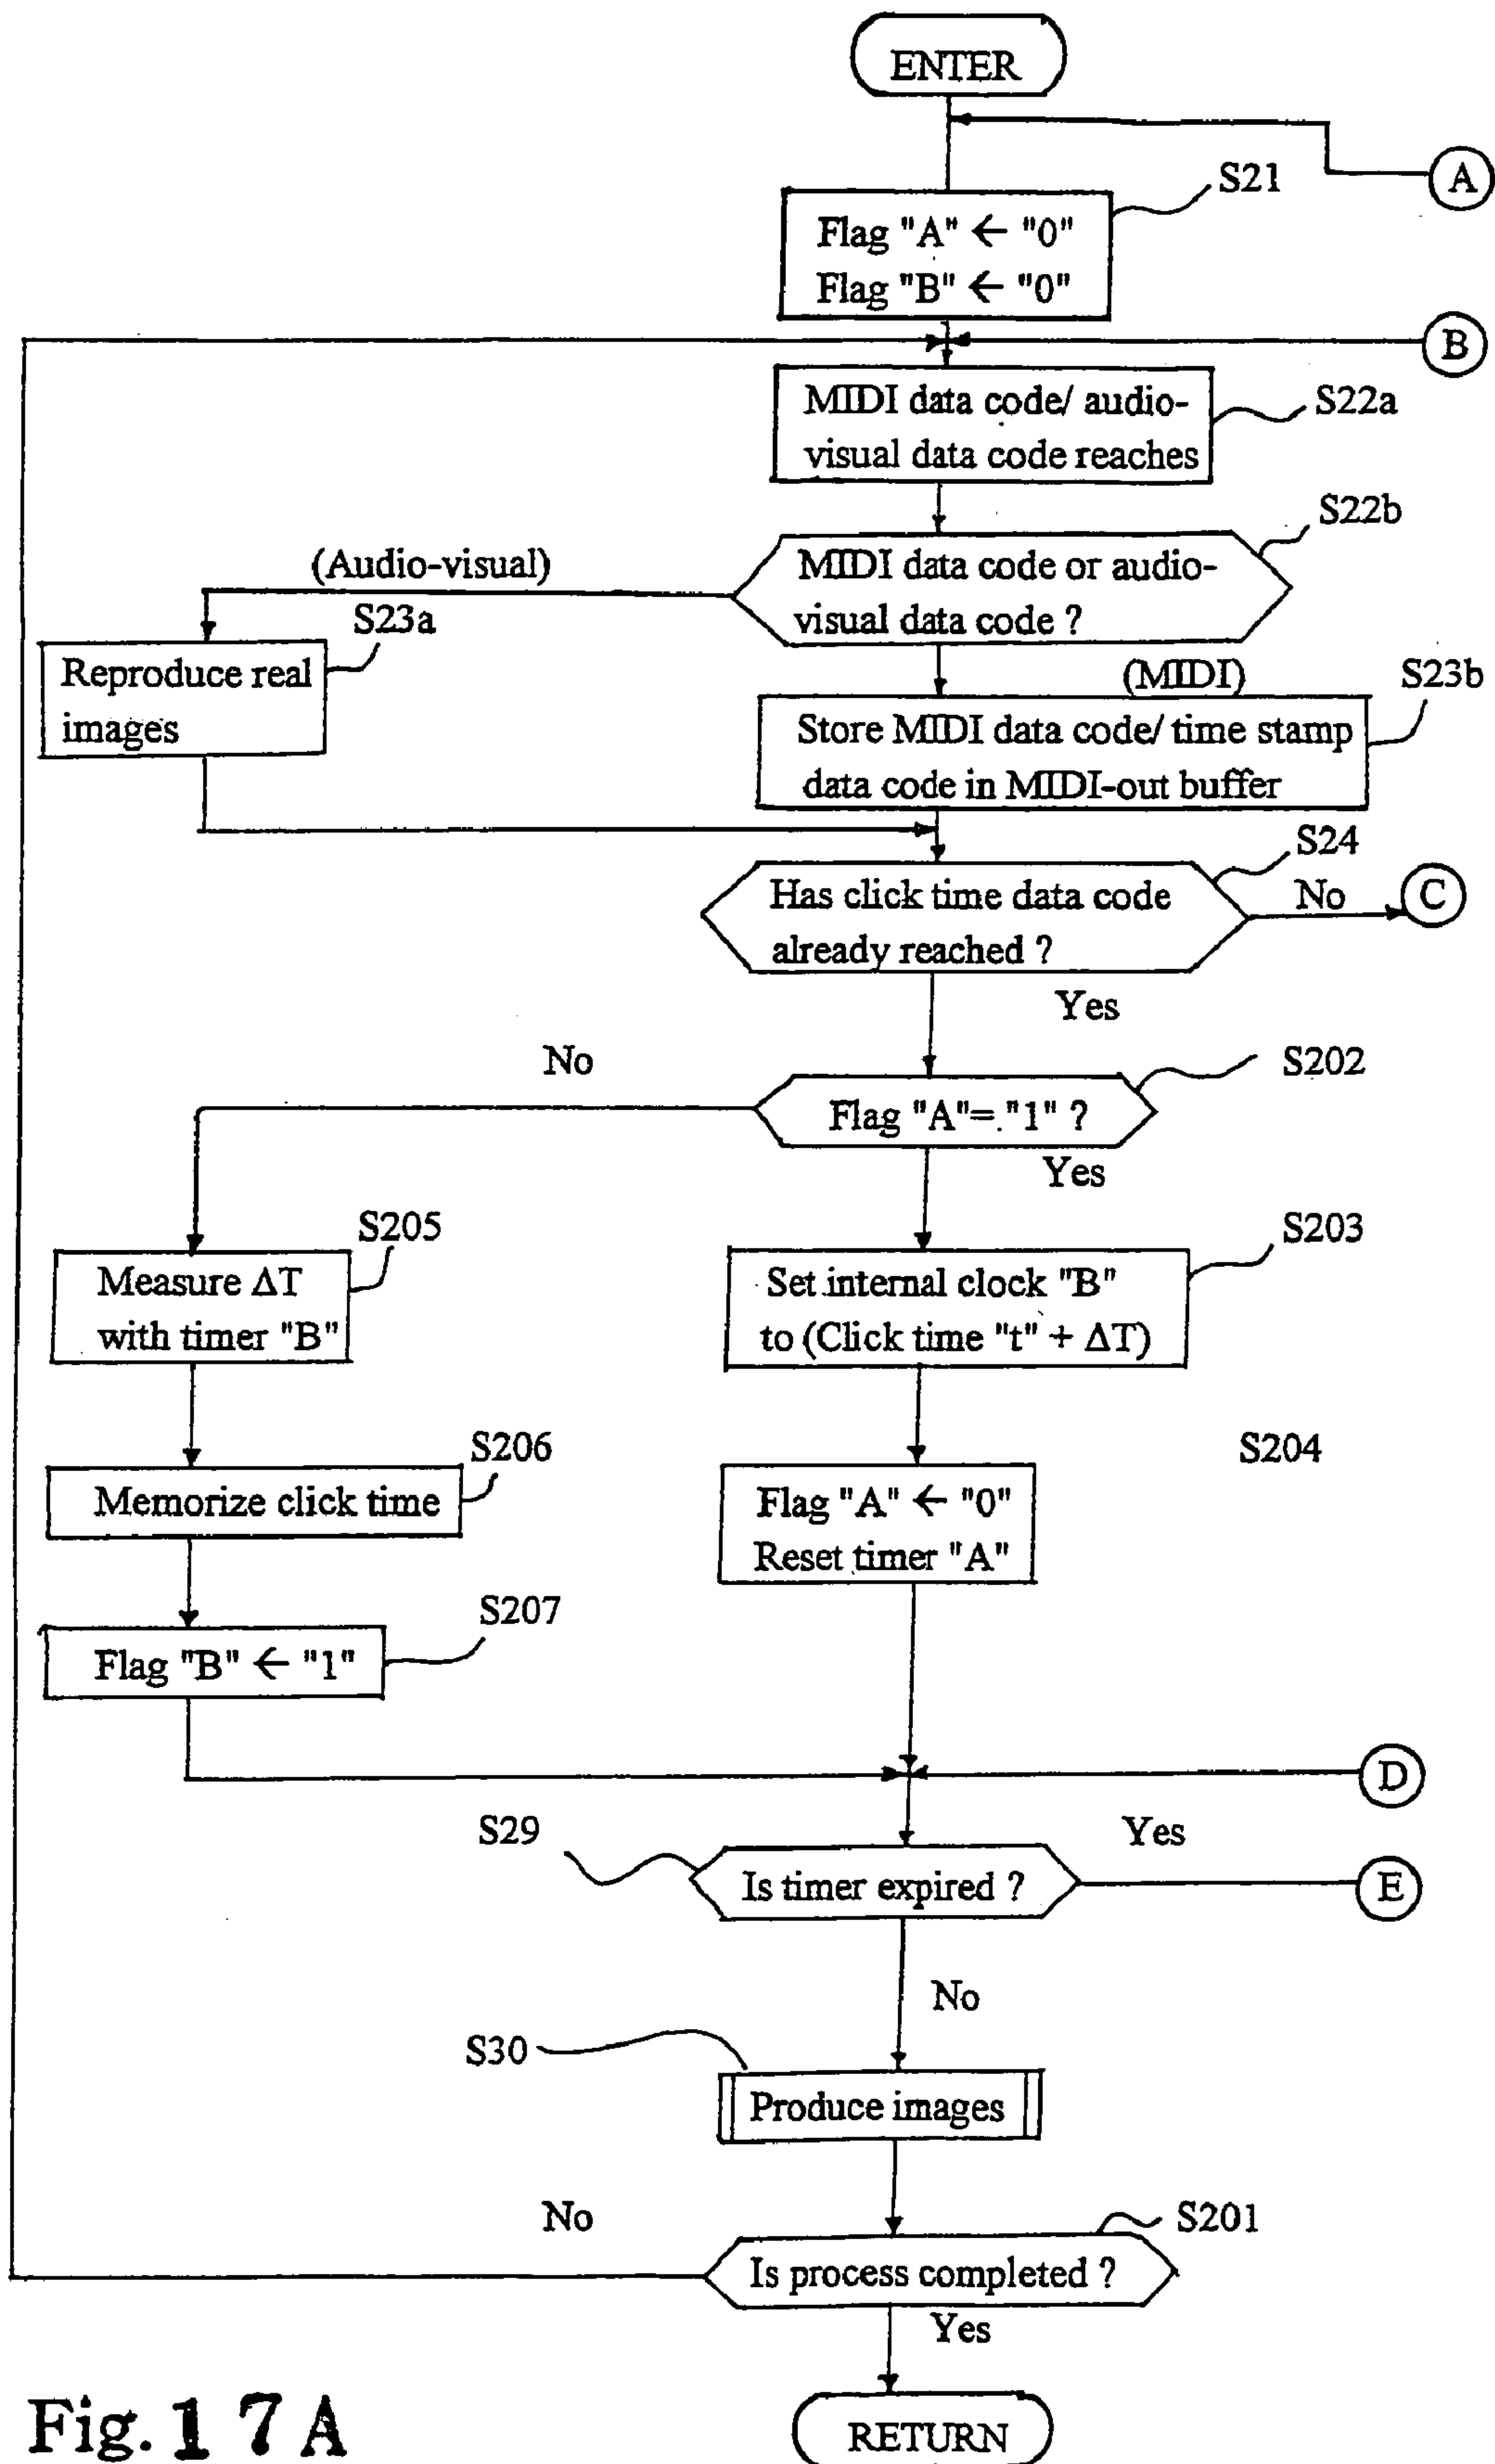 ENTER
A
S21
Flag "A" ← "0"
Flag "B" ← "0"
B
MIDI data code/ audio-
visual data code reaches
S22a
S22b
(Audio-visual)
MIDI data code or audio-
visual data code ?
S23a
Reproduce real
images
(MIDI)
S23b
Store MIDI data code/ time stamp
data code in MIDI-out buffer
S24
Has click time data code
already reached ?
No
C
Yes
No
S202
Flag "A"= "1" ?
Yes
S205
Measure ΔT
with timer "B"
S203
Set internal clock "B"
to (Click time "t" + ΔT)
S206
Memorize click time
S204
Flag "A" ← "0"
Reset timer "A"
S207
Flag "B" ← "1"
D
S29
Yes
Is timer expired ?
E
No
S30
Produce images
No
S201
Is process completed ?
Yes
RETURN
Fig. 17A